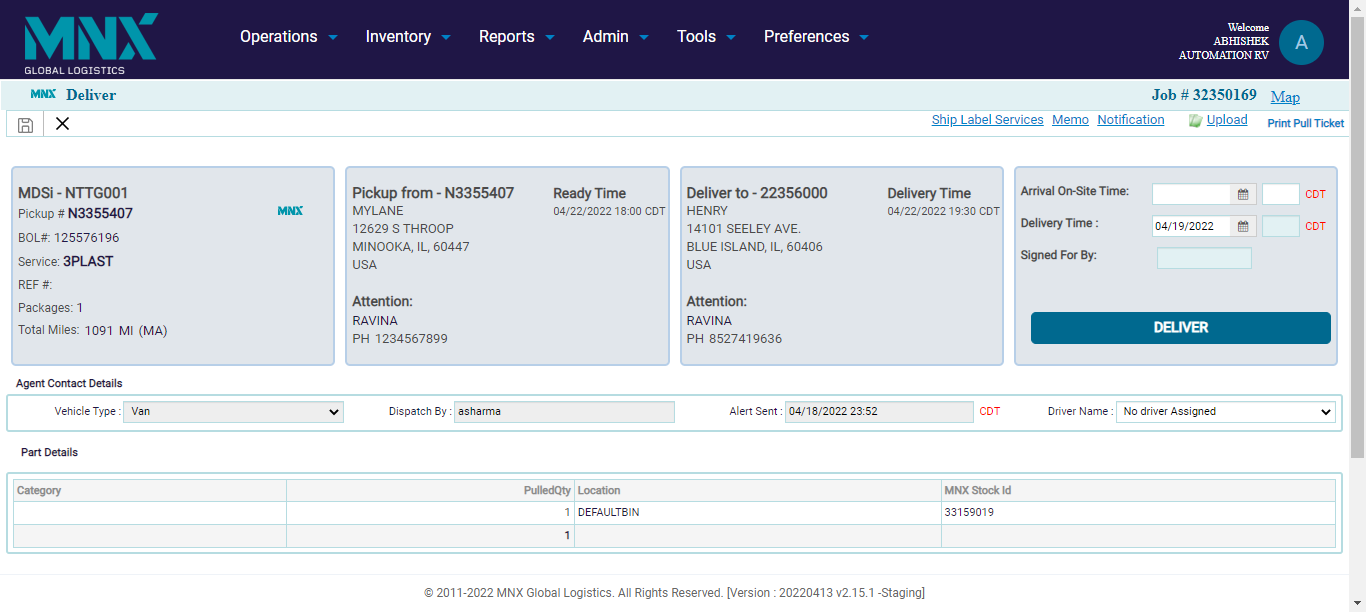 MNX
GLOBAL LOGISTICS
Operations Inventory Reports Admin Tools Preferences
Welcome
ABHISHEK
AUTOMATION RV
A
MNX Deliver
Job # 32350169 Map
Ship Label Services Memo Notification Upload Print Pull Ticket
MDSi - NTTG001
Pickup # N3355407
MNX
BOL#: 125576196
Service: 3PLAST
REF #:
Packages: 1
Total Miles: 1091 MI (MA)
Pickup from - N3355407
MYLANE
12629 S THROOP
MINOOKA, IL, 60447
USA
Attention:
RAVINA
PH 1234567899
Ready Time
04/22/2022 18:00 CDT
Deliver to - 22356000
HENRY
14101 SEELEY AVE.
BLUE ISLAND, IL, 60406
USA
Attention:
RAVINA
PH 8527419636
Delivery Time
04/22/2022 19:30 CDT
Arrival On-Site Time: CDT
Delivery Time : 04/19/2022 CDT
Signed For By:
DELIVER
Agent Contact Details
Vehicle Type : Van Dispatch By : asharma Alert Sent : 04/18/2022 23:52 CDT Driver Name : No driver Assigned
Part Details
Category PulledQty Location MNX Stock Id
1 DEFAULTBIN 33159019
1
© 2011-2022 MNX Global Logistics. All Rights Reserved. [Version : 20220413 v2.15.1 -Staging]